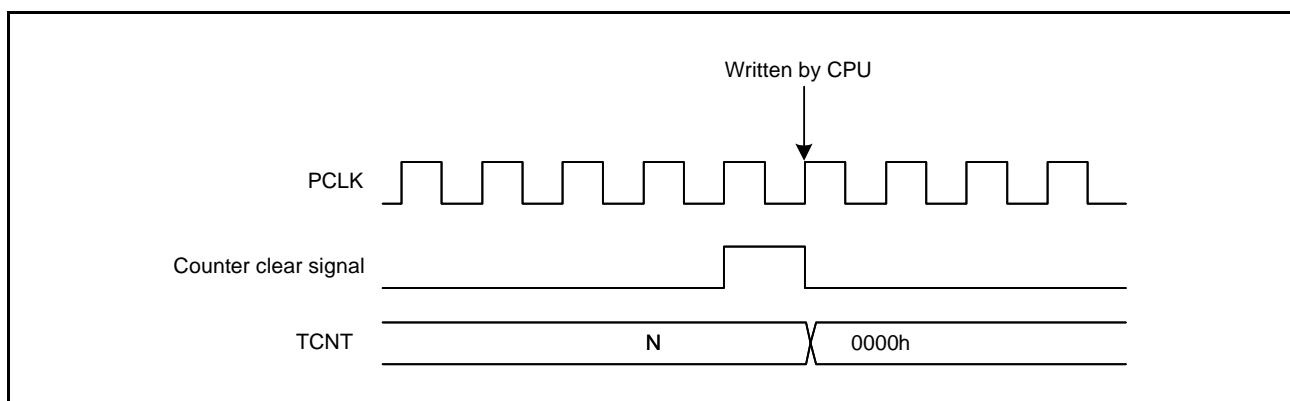 Written by CPU
PCLK
Counter clear signal
TCNT
N
0000h